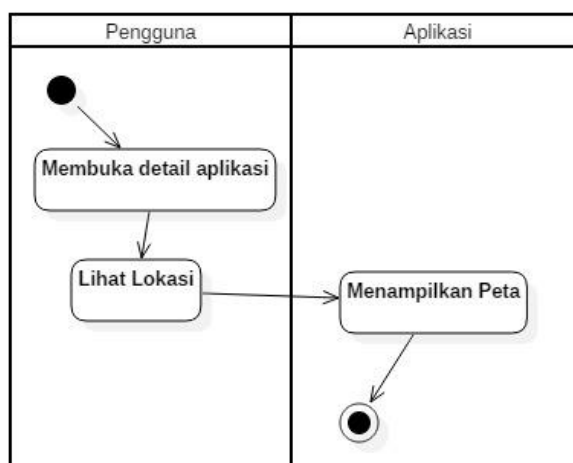 Pengguna
Aplikasi
Membuka detail aplikasi
Lihat Lokasi
Menampilkan Peta